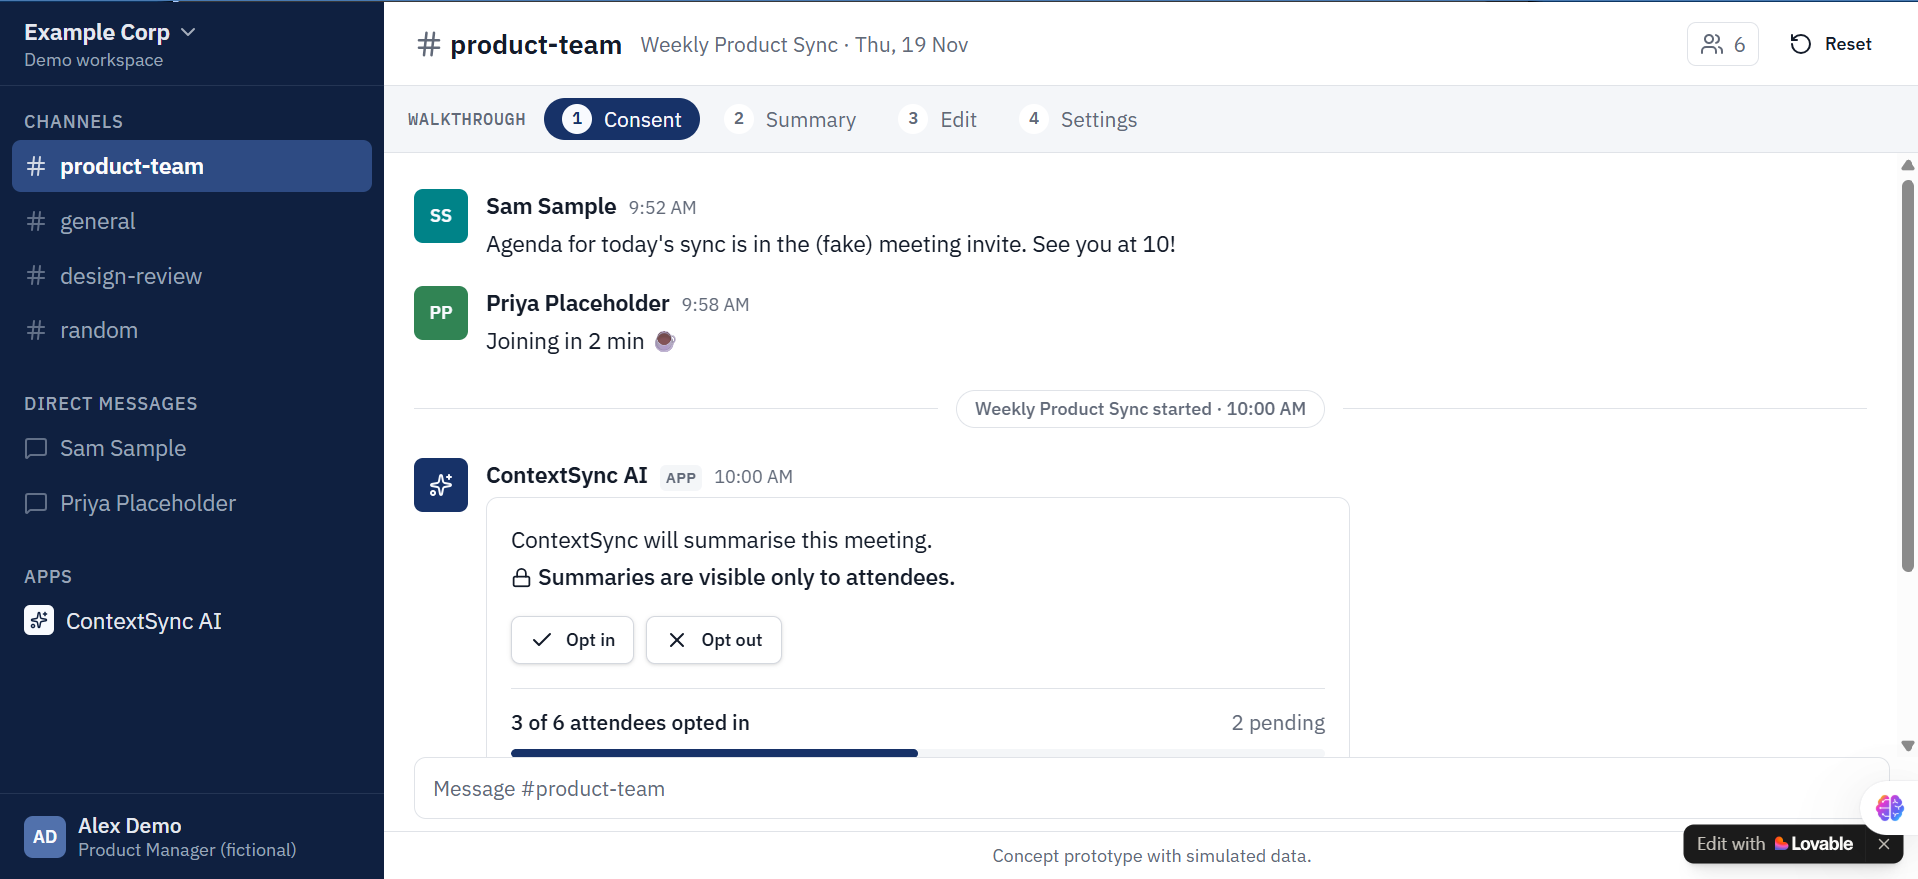 Example Corp
Demo workspace
CHANNELS
# product-team
# general
# design-review
# random
DIRECT MESSAGES
Sam Sample
Priya Placeholder
APPS
ContextSync AI
AD
Alex Demo
Product Manager (fictional)
# product-team Weekly Product Sync · Thu, 19 Nov
6
Reset
WALKTHROUGH 1 Consent 2 Summary 3 Edit 4 Settings
SS
Sam Sample 9:52 AM
Agenda for today's sync is in the (fake) meeting invite. See you at 10!
PP
Priya Placeholder 9:58 AM
Joining in 2 min ☕
Weekly Product Sync started · 10:00 AM
ContextSync AI APP 10:00 AM
ContextSync will summarise this meeting.
Summaries are visible only to attendees.
Opt in
Opt out
3 of 6 attendees opted in 2 pending
Message #product-team
Edit with Lovable
Concept prototype with simulated data.